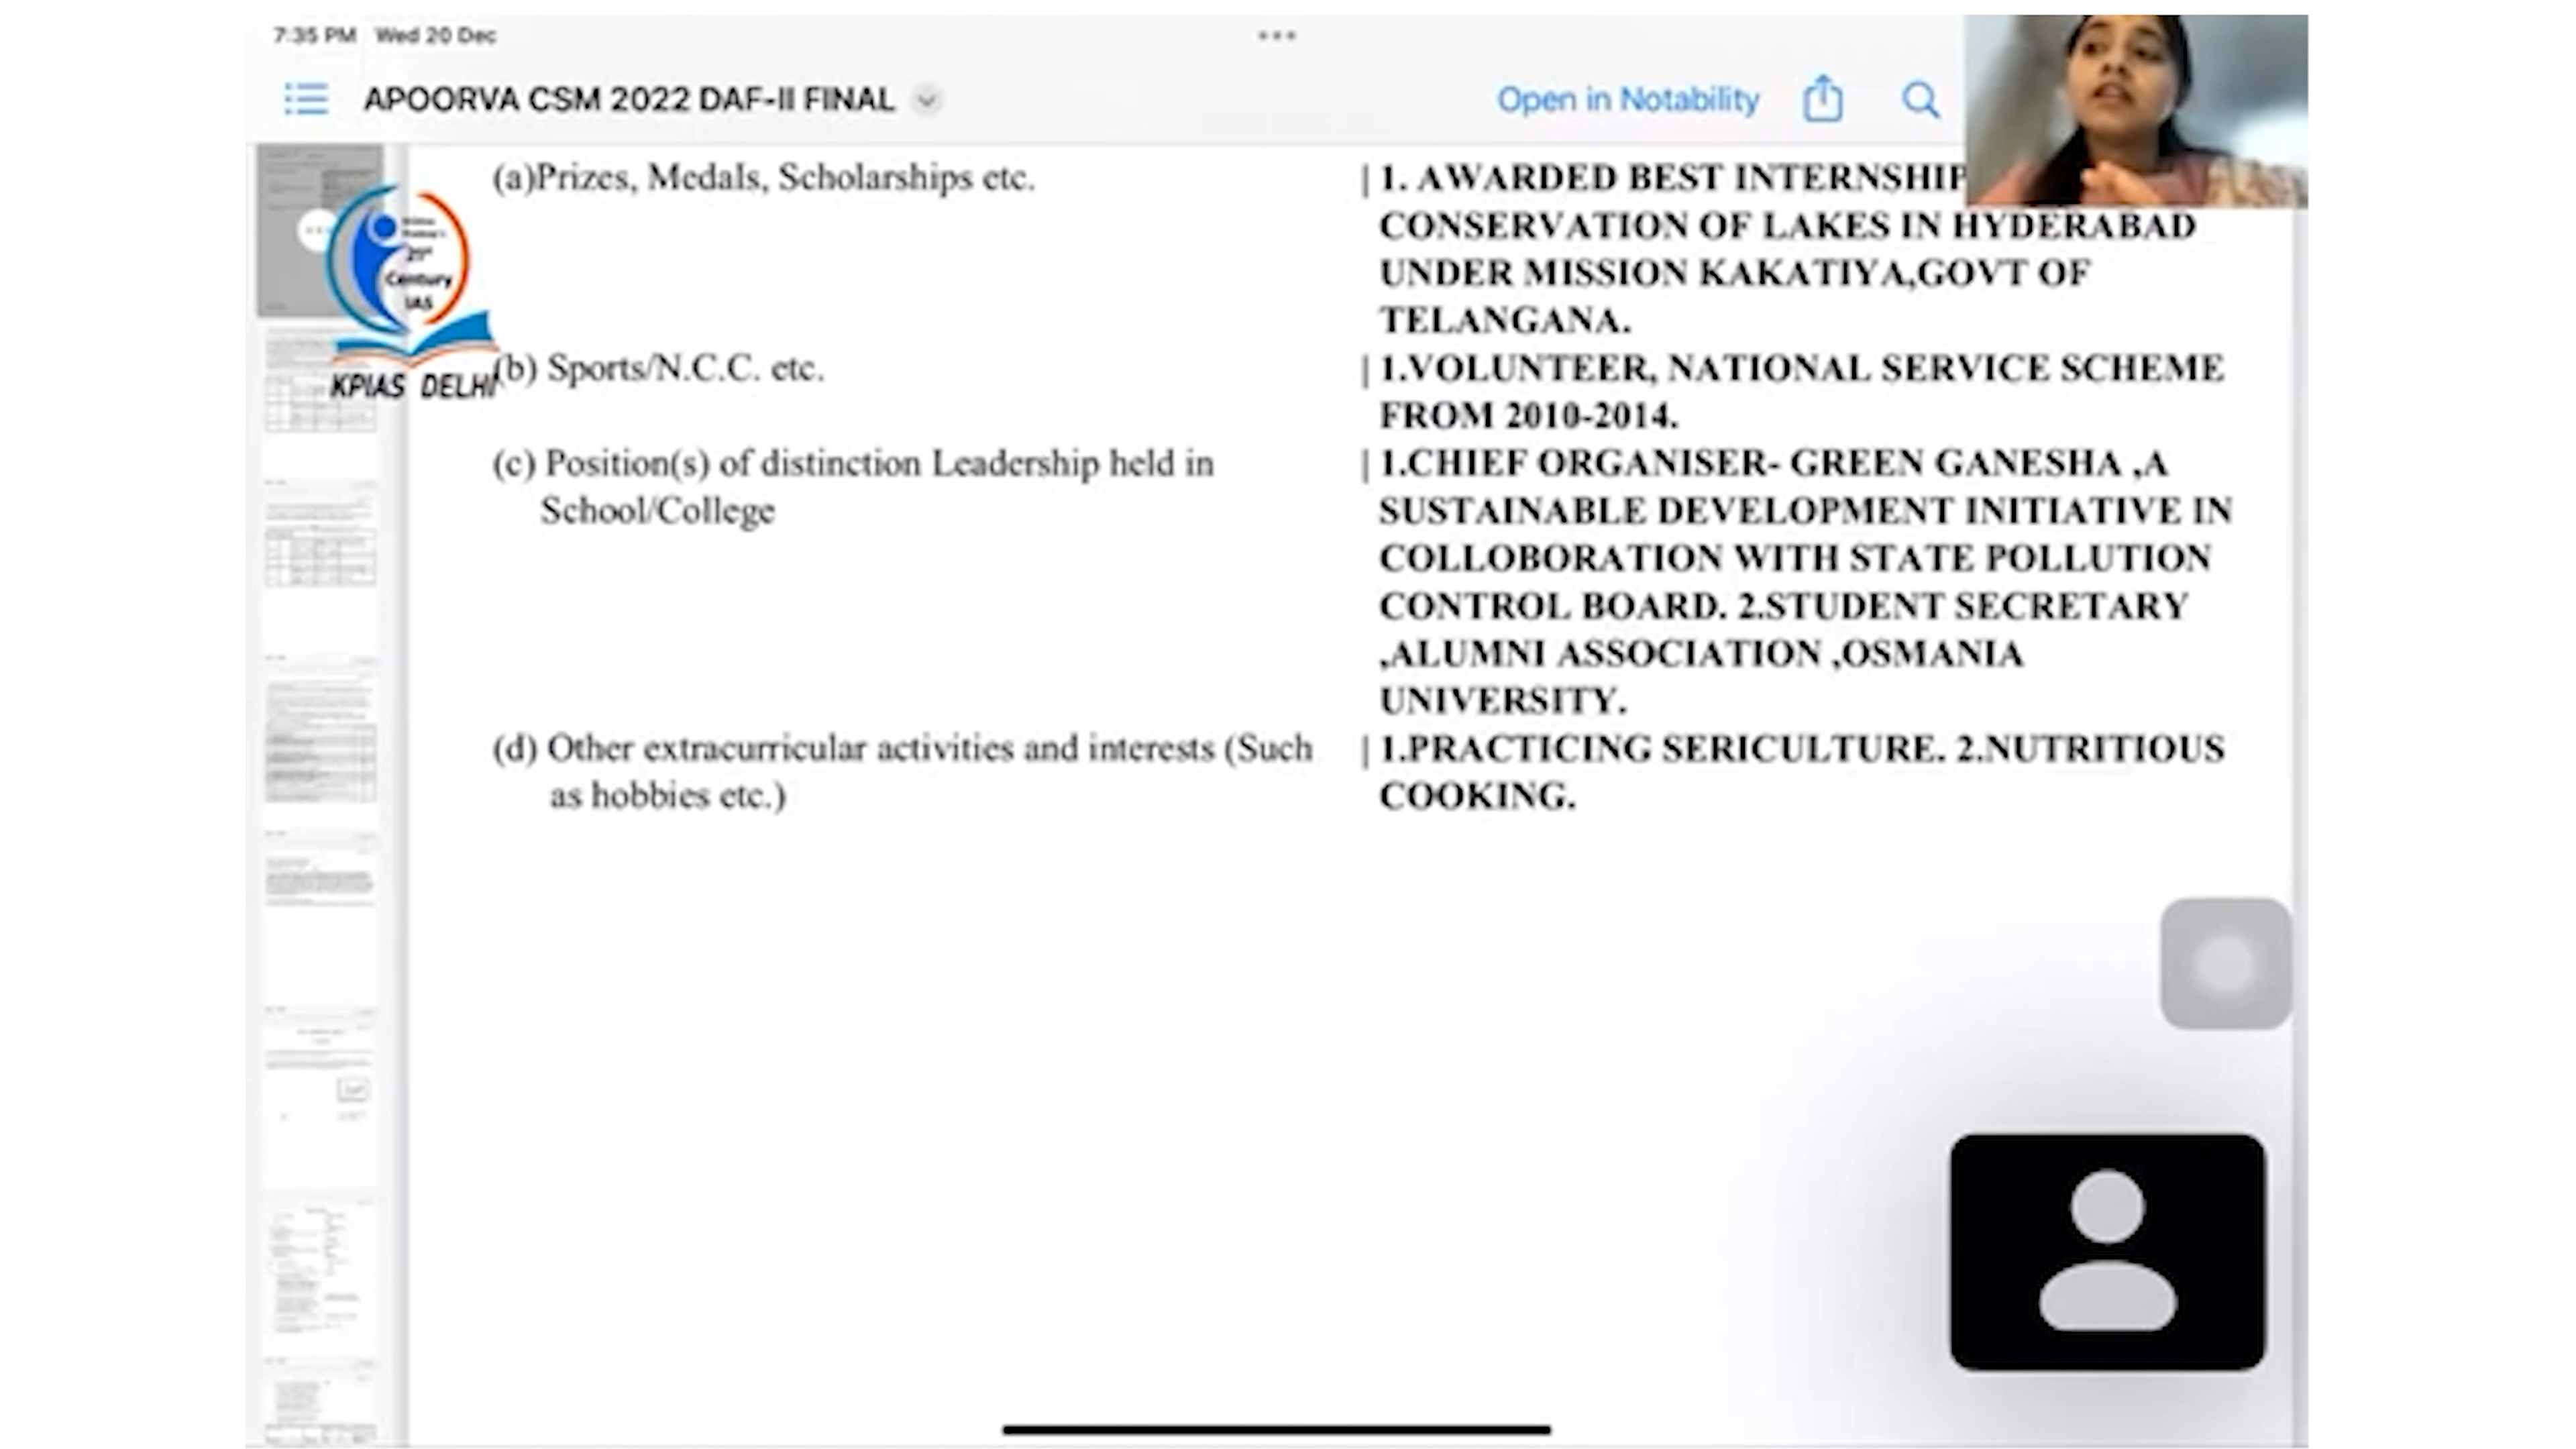 7:35 PM Wed 20 Dec
APOORVA CSM 2022 DAF-II FINAL
Open in Notability
(a)Prizes, Medals, Scholarships etc.
| 1. AWARDED BEST INTERNSHIP
CONSERVATION OF LAKES IN HYDERABAD
UNDER MISSION KAKATIYA,GOVT OF
TELANGANA.
21st
Century
IAS
KPIAS DELHI
(b) Sports/N.C.C. etc.
| 1.VOLUNTEER, NATIONAL SERVICE SCHEME
FROM 2010-2014.
(c) Position(s) of distinction Leadership held in
School/College
| 1.CHIEF ORGANISER- GREEN GANESHA ,A
SUSTAINABLE DEVELOPMENT INITIATIVE IN
COLLOBORATION WITH STATE POLLUTION
CONTROL BOARD. 2.STUDENT SECRETARY
,ALUMNI ASSOCIATION ,OSMANIA
UNIVERSITY.
(d) Other extracurricular activities and interests (Such
as hobbies etc.)
| 1.PRACTICING SERICULTURE. 2.NUTRITIOUS
COOKING.